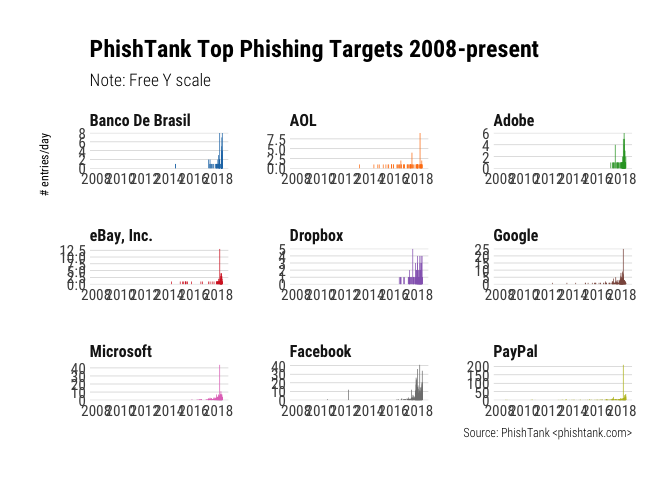 PhishTank Top Phishing Targets 2008-present
Note: Free Y scale
# entries/day
Banco De Brasil
8
6
4
2
0
2008 2010 2012 2014 2016 2018
AOL
7.5
5.0
2.5
0.0
2008 2010 2012 2014 2016 2018
Adobe
6
4
2
0
2008 2010 2012 2014 2016 2018
eBay, Inc.
12.5
10.0
7.5
5.0
2.5
0.0
2008 2010 2012 2014 2016 2018
Dropbox
5
4
3
2
1
0
2008 2010 2012 2014 2016 2018
Google
25
20
15
10
5
0
2008 2010 2012 2014 2016 2018
Microsoft
40
30
20
10
0
2008 2010 2012 2014 2016 2018
Facebook
40
30
20
10
0
2008 2010 2012 2014 2016 2018
PayPal
200
150
100
50
0
2008 2010 2012 2014 2016 2018
Source: PhishTank <phishtank.com>